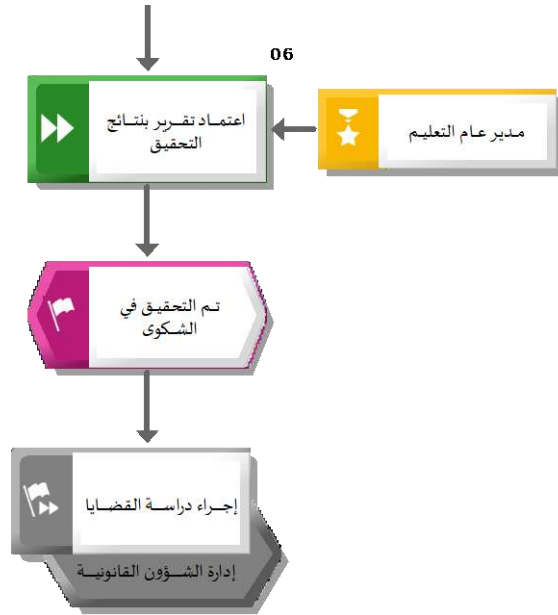 06
اعتماد تقرير بنتائج
التحقيق
مدير عام التعليم
تم التحقيق في
الشكوى
إجراء دراسة القضايا
إدارة الشؤون القانونية